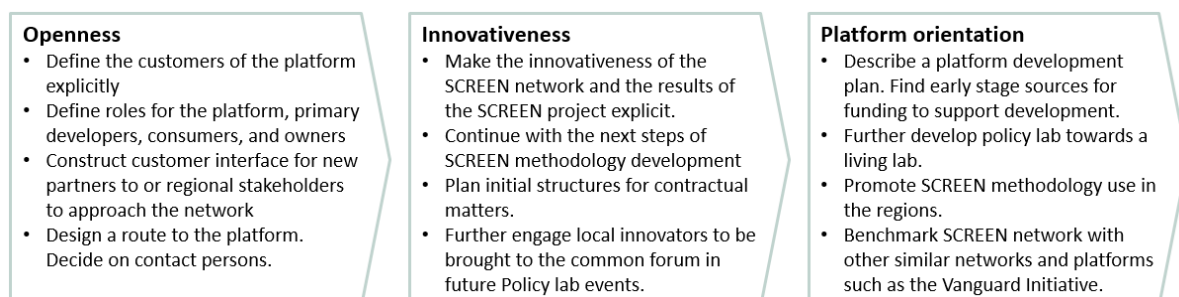 Openness
• Define the customers of the platform
explicitly
• Define roles for the platform, primary
developers, consumers, and owners
• Construct customer interface for new
partners to or regional stakeholders
to approach the network
• Design a route to the platform.
Decide on contact persons.
Innovativeness
• Make the innovativeness of the
SCREEN network and the results of
the SCREEN project explicit.
• Continue with the next steps of
SCREEN methodology development
• Plan initial structures for contractual
matters.
• Further engage local innovators to be
brought to the common forum in
future Policy lab events.
Platform orientation
• Describe a platform development
plan. Find early stage sources for
funding to support development.
• Further develop policy lab towards a
living lab.
• Promote SCREEN methodology use in
the regions.
• Benchmark SCREEN network with
other similar networks and platforms
such as the Vanguard Initiative.